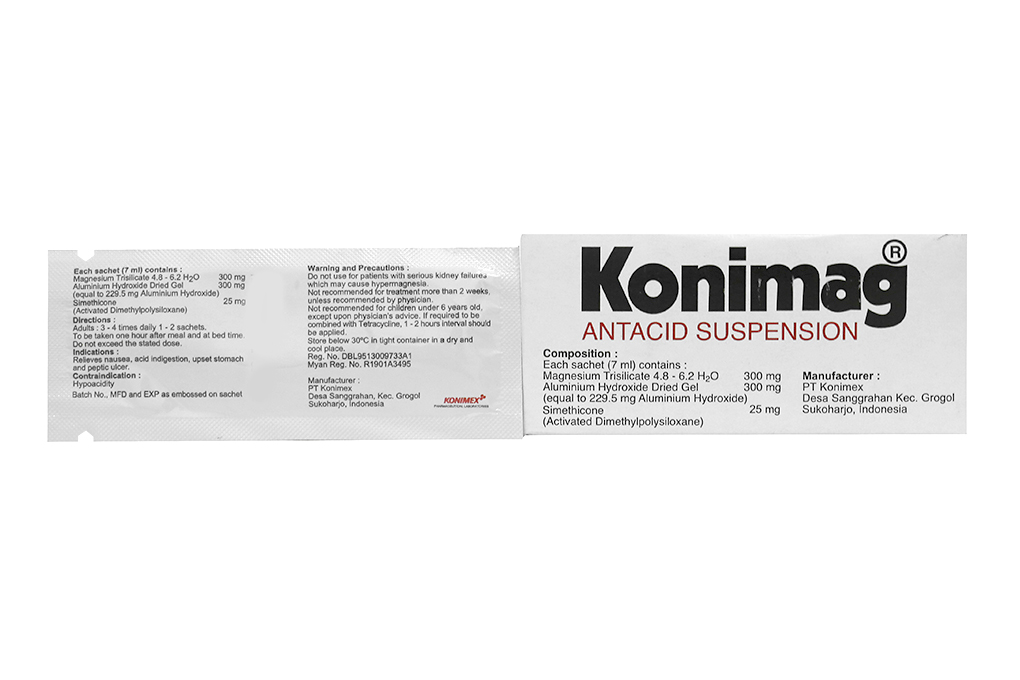 Each sachet (7 ml) contains :
Magnesium Trisilicate 4.8 - 6.2 H₂O 300 mg
Aluminium Hydroxide Dried Gel 300 mg
(equal to 229.5 mg Aluminium Hydroxide)
Simethicone 25 mg
(Activated Dimethylpolysiloxane)
Directions :
Adults : 3 - 4 times daily 1 - 2 sachets.
To be taken one hour after meal and at bed time.
Do not exceed the stated dose.
Indications :
Relieves nausea, acid indigestion, upset stomach
and peptic ulcer.
Contraindication :
Hypoacidity
Batch No., MFD and EXP as embossed on sachet
Warning and Precautions :
Do not use for patients with serious kidney failures
which may cause hypermagnesia.
Not recommended for treatment more than 2 weeks,
unless recommended by physician.
Not recommended for children under 6 years old,
except upon physician's advice. If required to be
combined with Tetracycline, 1 - 2 hours interval should
be applied.
Store below 30°C in tight container in a dry and
cool place.
Reg. No. DBL9513009733A1
Myan Reg. No. R1901A3495
Manufacturer :
PT Konimex
Desa Sanggrahan, Kec. Grogol
Sukoharjo, Indonesia
KONIMEX
PHARMACEUTICAL LABORATORIES
Konimag®
ANTACID SUSPENSION
Composition :
Each sachet (7 ml) contains :
Magnesium Trisilicate 4.8 - 6.2 H₂O 300 mg
Aluminium Hydroxide Dried Gel 300 mg
(equal to 229.5 mg Aluminium Hydroxide)
Simethicone 25 mg
(Activated Dimethylpolysiloxane)
Manufacturer :
PT Konimex
Desa Sanggrahan Kec. Grogol
Sukoharjo, Indonesia